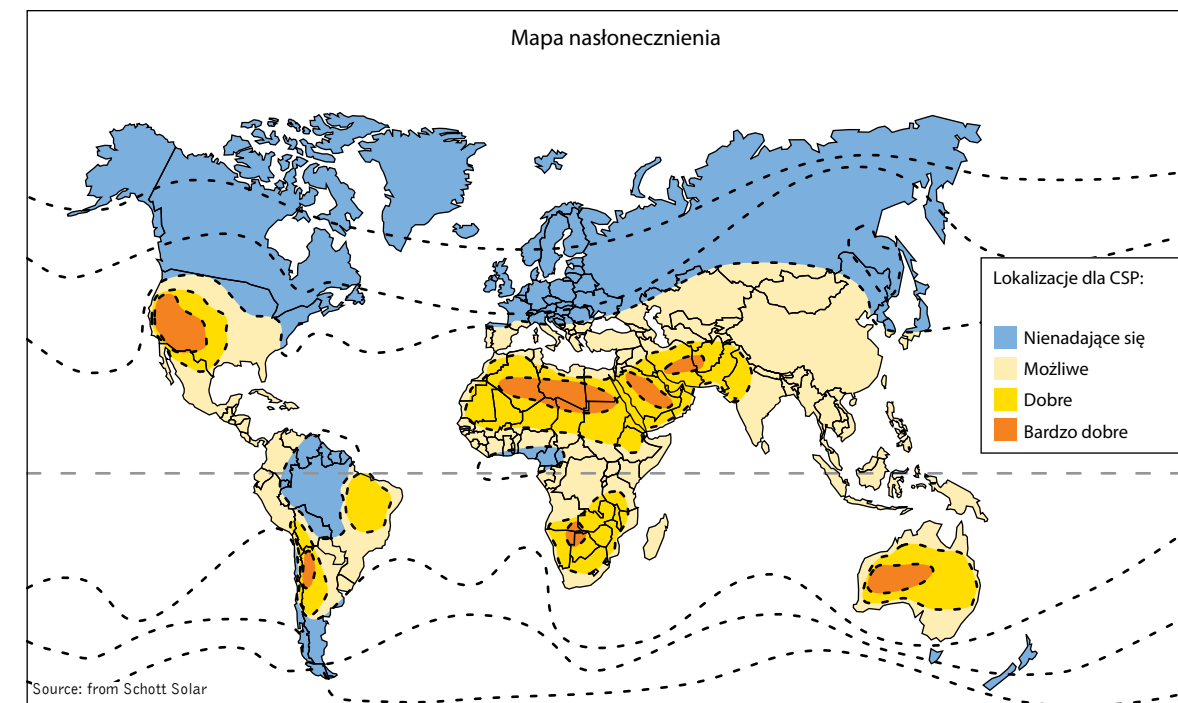 Mapa nasłonecznienia
Lokalizacje dla CSP:
Nienadające się
Możliwe
Dobre
Bardzo dobre
Source: from Schott Solar